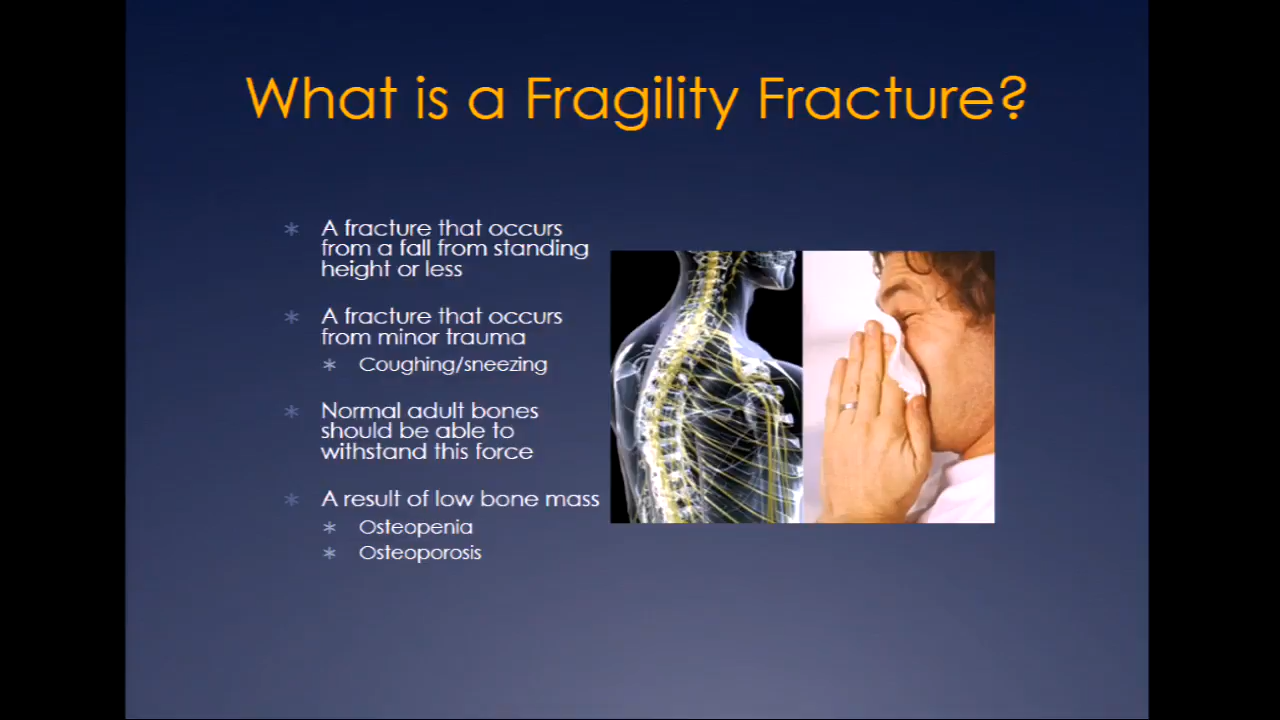 What is a Fragility Fracture?
A fracture that occurs
from a fall from standing
height or less
A fracture that occurs
from minor trauma
Coughing/sneezing
Normal adult bones
should be able to
withstand this force
A result of low bone mass
Osteopenia
Osteoporosis